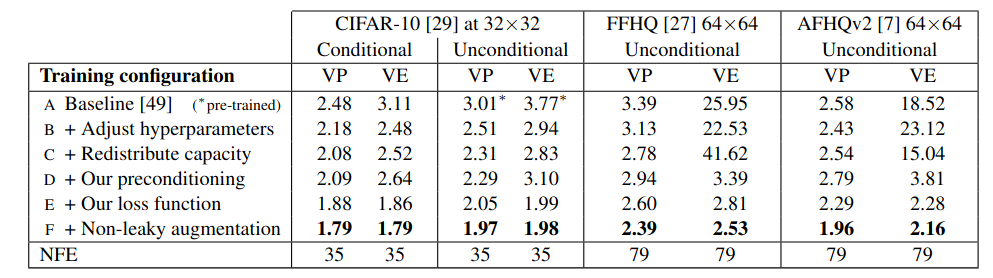 CIFAR-10 [29] at 32×32 FFHQ [27] 64×64 AFHQv2 [7] 64×64
Conditional Unconditional Unconditional Unconditional
Training configuration VP VE VP VE VP VE VP VE
A Baseline [49] (*pre-trained) 2.48 3.11 3.01* 3.77* 3.39 25.95 2.58 18.52
B + Adjust hyperparameters 2.18 2.48 2.51 2.94 3.13 22.53 2.43 23.12
C + Redistribute capacity 2.08 2.52 2.31 2.83 2.78 41.62 2.54 15.04
D + Our preconditioning 2.09 2.64 2.29 3.10 2.94 3.39 2.79 3.81
E + Our loss function 1.88 1.86 2.05 1.99 2.60 2.81 2.29 2.28
F + Non-leaky augmentation 1.79 1.79 1.97 1.98 2.39 2.53 1.96 2.16
NFE 35 35 35 35 79 79 79 79